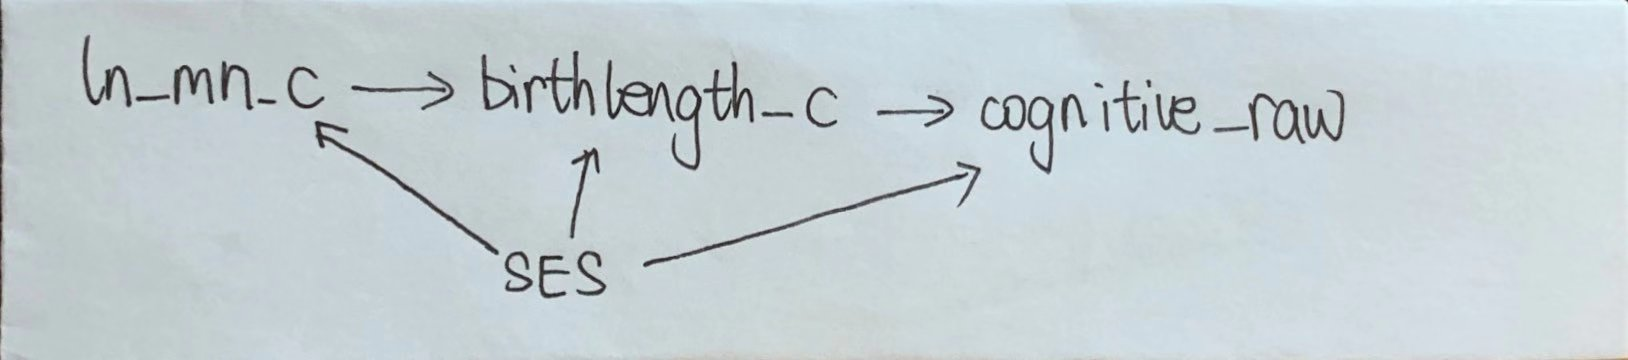 ln_mn_c → birthlength_c → cognitive_raw
SES